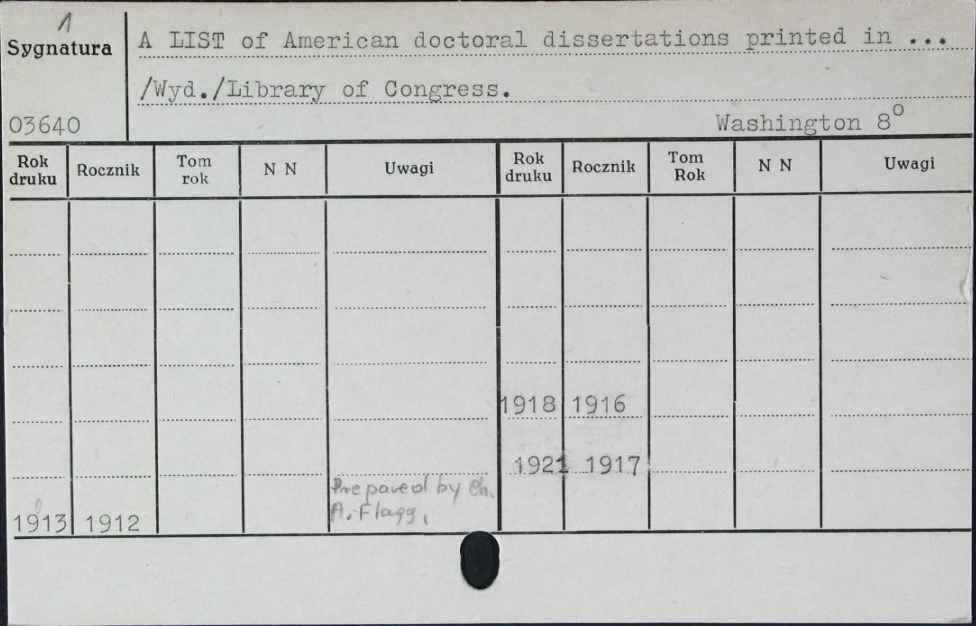 1
Sygnatura
A LIST of American doctoral dissertations printed in ...
/Wyd./Library of Congress.
03640
Washington 8°
Rok druku Rocznik Tom rok N N Uwagi Rok druku Rocznik Tom Rok N N Uwagi
1918 1916
1921 1917
Prepared by Ch.
A. Flagg,
1913 1912